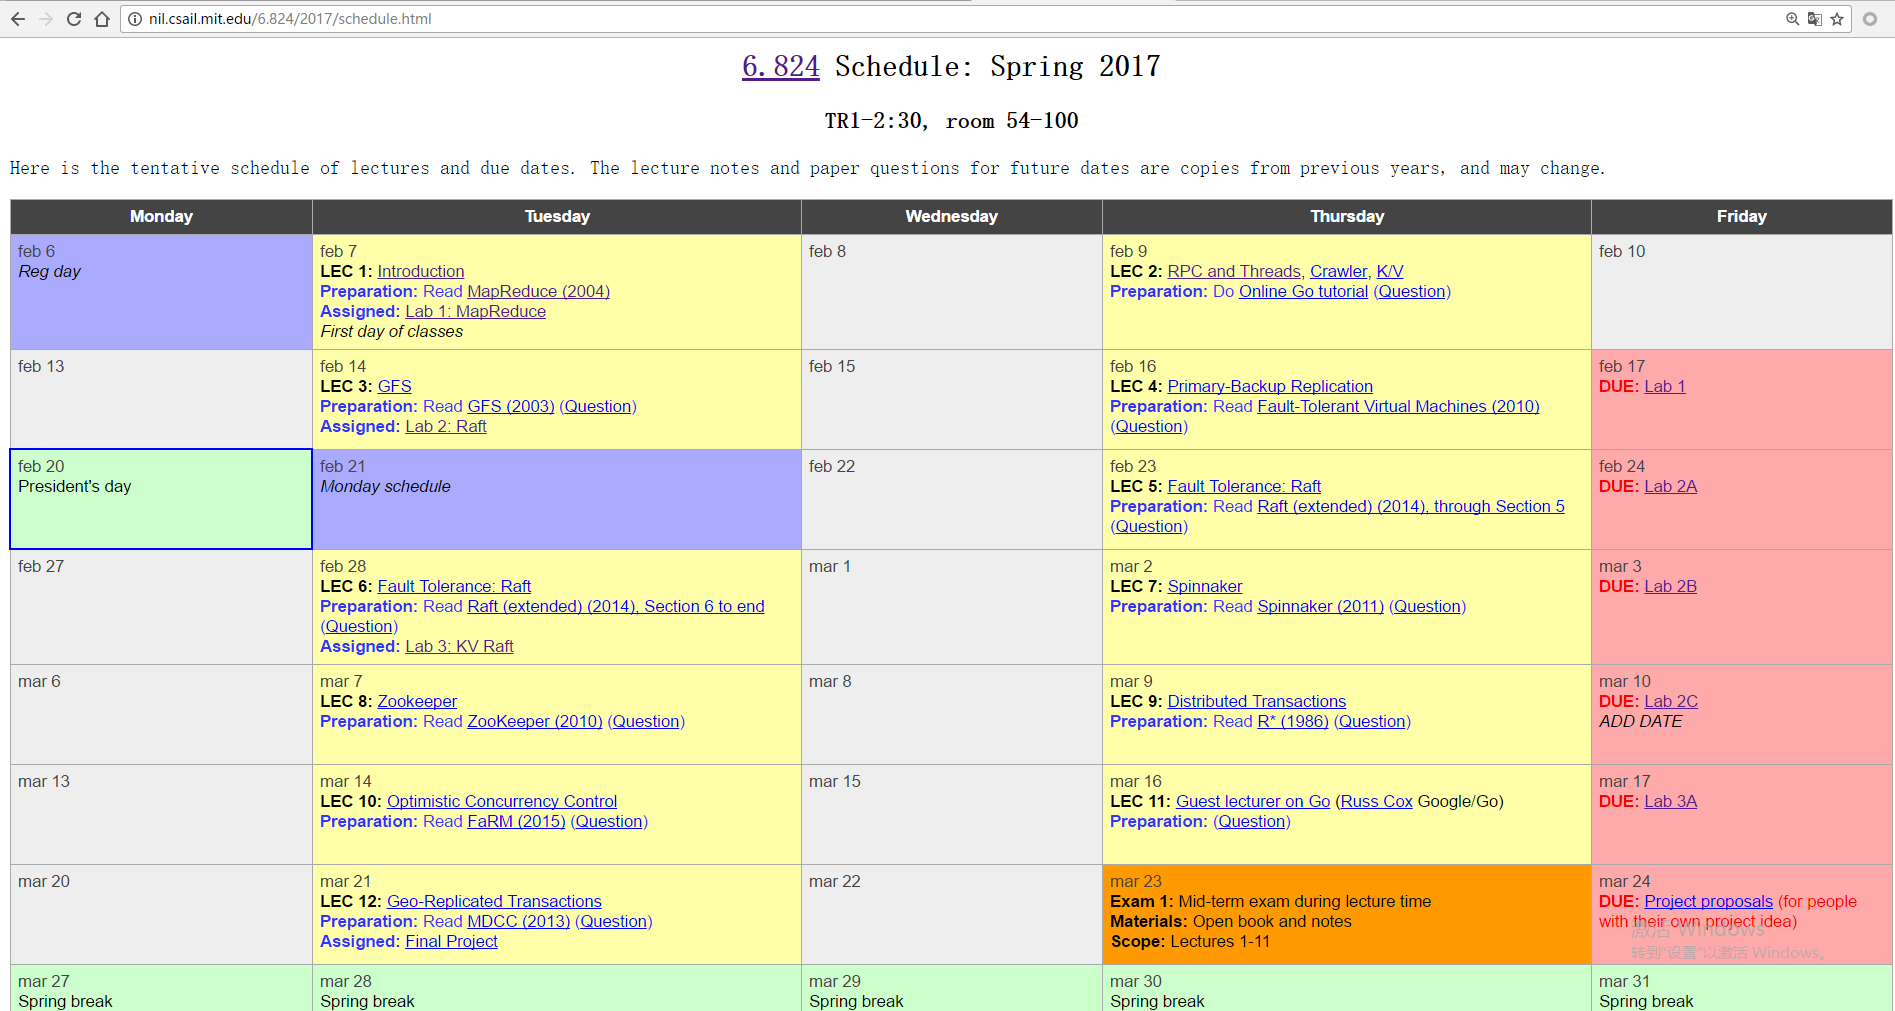 nil.csail.mit.edu/6.824/2017/schedule.html
6.824 Schedule: Spring 2017
TR1-2:30, room 54-100
Here is the tentative schedule of lectures and due dates. The lecture notes and paper questions for future dates are copies from previous years, and may change.
Monday Tuesday Wednesday Thursday Friday
feb 6
Reg day
feb 7
LEC 1: Introduction
Preparation: Read MapReduce (2004)
Assigned: Lab 1: MapReduce
First day of classes
feb 8
feb 9
LEC 2: RPC and Threads, Crawler, K/V
Preparation: Do Online Go tutorial (Question)
feb 10
feb 13
feb 14
LEC 3: GFS
Preparation: Read GFS (2003) (Question)
Assigned: Lab 2: Raft
feb 15
feb 16
LEC 4: Primary-Backup Replication
Preparation: Read Fault-Tolerant Virtual Machines (2010)
(Question)
feb 17
DUE: Lab 1
feb 20
President's day
feb 21
Monday schedule
feb 22
feb 23
LEC 5: Fault Tolerance: Raft
Preparation: Read Raft (extended) (2014), through Section 5
(Question)
feb 24
DUE: Lab 2A
feb 27
feb 28
LEC 6: Fault Tolerance: Raft
Preparation: Read Raft (extended) (2014), Section 6 to end
(Question)
Assigned: Lab 3: KV Raft
mar 1
mar 2
LEC 7: Spinnaker
Preparation: Read Spinnaker (2011) (Question)
mar 3
DUE: Lab 2B
mar 6
mar 7
LEC 8: Zookeeper
Preparation: Read ZooKeeper (2010) (Question)
mar 8
mar 9
LEC 9: Distributed Transactions
Preparation: Read R* (1986) (Question)
mar 10
DUE: Lab 2C
ADD DATE
mar 13
mar 14
LEC 10: Optimistic Concurrency Control
Preparation: Read FaRM (2015) (Question)
mar 15
mar 16
LEC 11: Guest lecturer on Go (Russ Cox Google/Go)
Preparation: (Question)
mar 17
DUE: Lab 3A
mar 20
mar 21
LEC 12: Geo-Replicated Transactions
Preparation: Read MDCC (2013) (Question)
Assigned: Final Project
mar 22
mar 23
Exam 1: Mid-term exam during lecture time
Materials: Open book and notes
Scope: Lectures 1-11
mar 24
DUE: Project proposals (for people
with their own project idea)
激活 Windows
转到“设置”以激活 Windows。
mar 27
Spring break
mar 28
Spring break
mar 29
Spring break
mar 30
Spring break
mar 31
Spring break